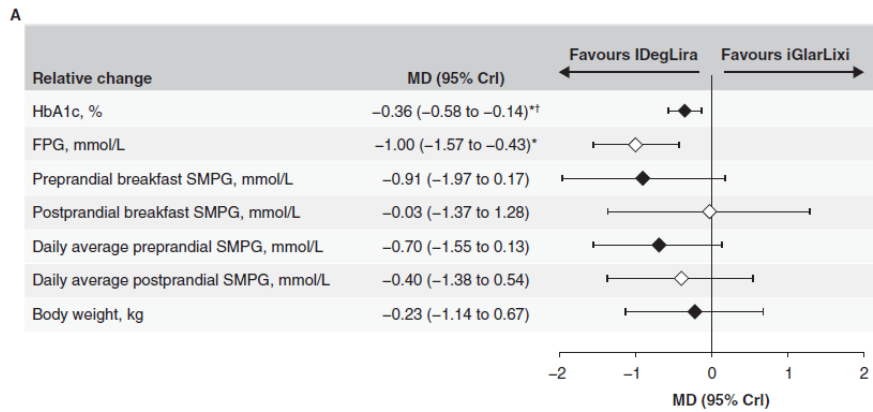 A
Favours IDegLira Favours iGlarLixi
Relative change MD (95% CrI)
HbA1c, % −0.36 (−0.58 to −0.14)*†
FPG, mmol/L −1.00 (−1.57 to −0.43)*
Preprandial breakfast SMPG, mmol/L −0.91 (−1.97 to 0.17)
Postprandial breakfast SMPG, mmol/L −0.03 (−1.37 to 1.28)
Daily average preprandial SMPG, mmol/L −0.70 (−1.55 to 0.13)
Daily average postprandial SMPG, mmol/L −0.40 (−1.38 to 0.54)
Body weight, kg −0.23 (−1.14 to 0.67)
−2 −1 0 1 2
MD (95% CrI)